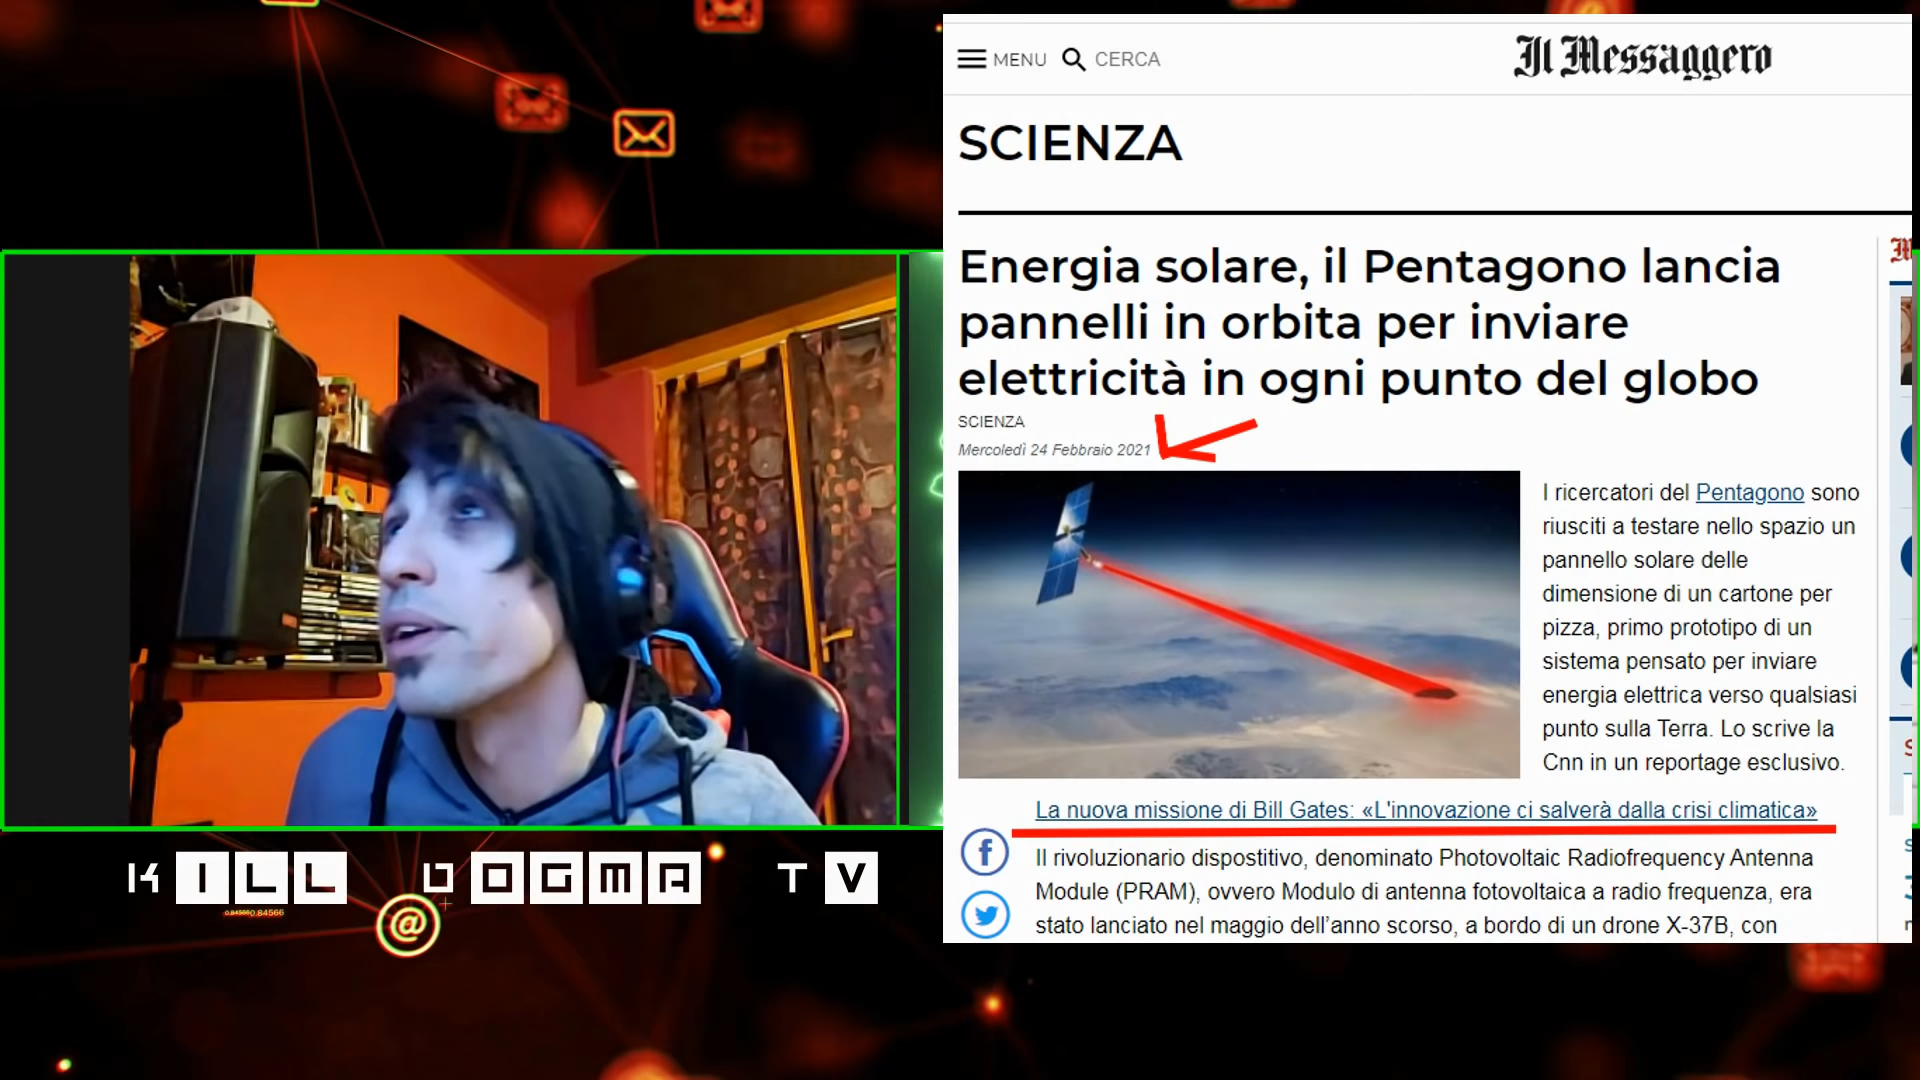 MENU CERCA
Il Messaggero
SCIENZA
Energia solare, il Pentagono lancia
pannelli in orbita per inviare
elettricità in ogni punto del globo
SCIENZA
Mercoledì 24 Febbraio 2021
I ricercatori del Pentagono sono
riusciti a testare nello spazio un
pannello solare delle
dimensione di un cartone per
pizza, primo prototipo di un
sistema pensato per inviare
energia elettrica verso qualsiasi
punto sulla Terra. Lo scrive la
Cnn in un reportage esclusivo.
La nuova missione di Bill Gates: «L'innovazione ci salverà dalla crisi climatica»
Il rivoluzionario dispostitivo, denominato Photovoltaic Radiofrequency Antenna
Module (PRAM), ovvero Modulo di antenna fotovoltaica a radio frequenza, era
stato lanciato nel maggio dell'anno scorso, a bordo di un drone X-37B, con
KILL DOGMA TV